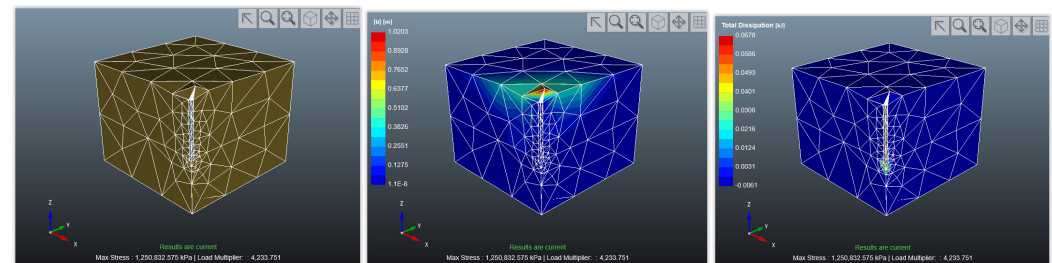 Z
Y
X
Results are current
Max Stress : 1,250,832.575 kPa | Load Multiplier: : 4,233.751
|U| [m]
1.0203
0.8928
0.7652
0.6377
0.5102
0.3826
0.2551
0.1275
1.1E-8
Z
Y
X
Results are current
Max Stress : 1,250,832.575 kPa | Load Multiplier: : 4,233.751
Total Dissipation [kJ]
0.0678
0.0586
0.0493
0.0401
0.0308
0.0216
0.0124
0.0031
-0.0061
Z
Y
X
Results are current
Max Stress : 1,250,832.575 kPa | Load Multiplier: : 4,233.751